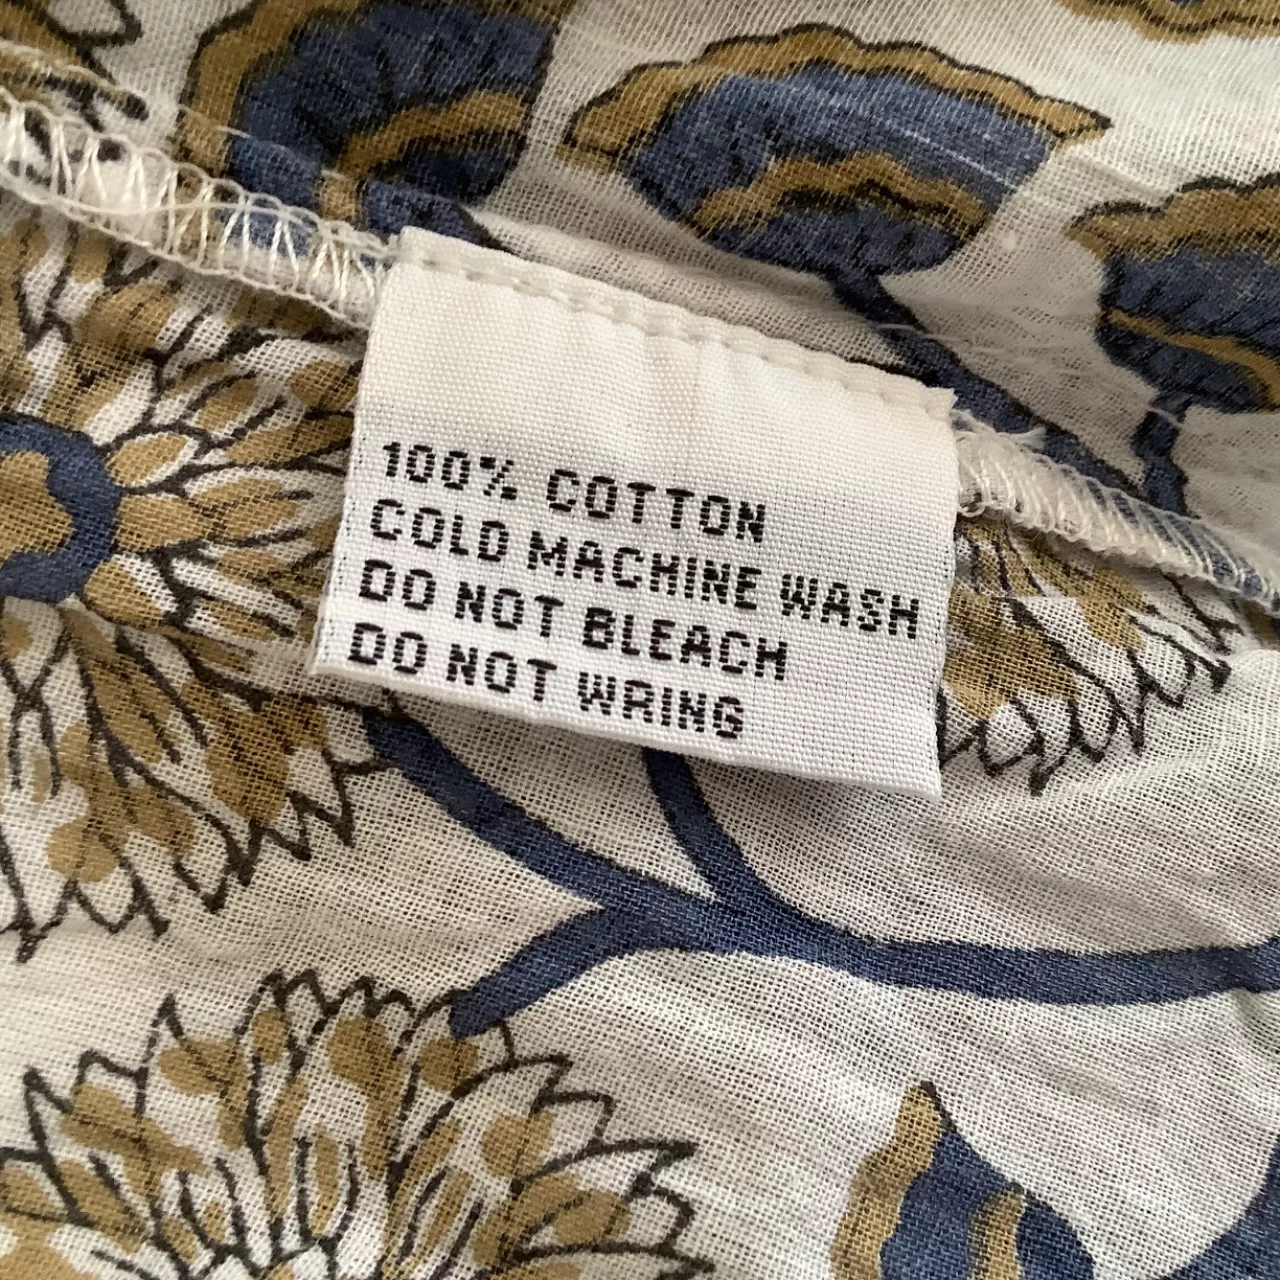 100% COTTON
COLD MACHINE WASH
DO NOT BLEACH
DO NOT WRING